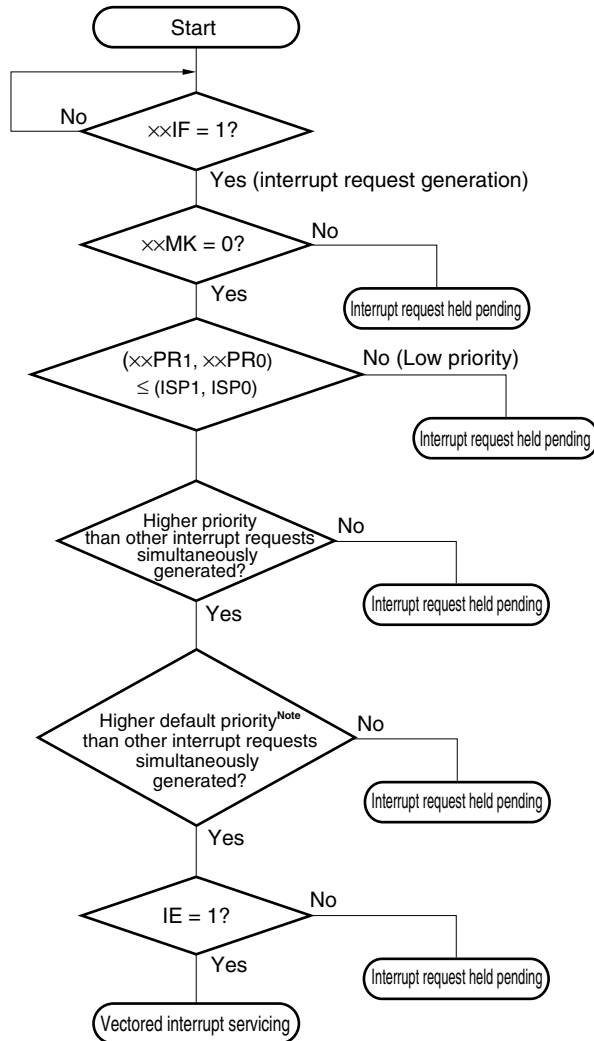 Start
No
××IF = 1?
Yes (interrupt request generation)
No
××MK = 0?
Yes
Interrupt request held pending
(××PR1, ××PR0)
≤ (ISP1, ISP0)
No (Low priority)
Interrupt request held pending
Higher priority
than other interrupt requests
simultaneously
generated?
No
Interrupt request held pending
Yes
Higher default priorityNote
than other interrupt requests
simultaneously
generated?
No
Interrupt request held pending
Yes
IE = 1?
No
Interrupt request held pending
Yes
Vectored interrupt servicing